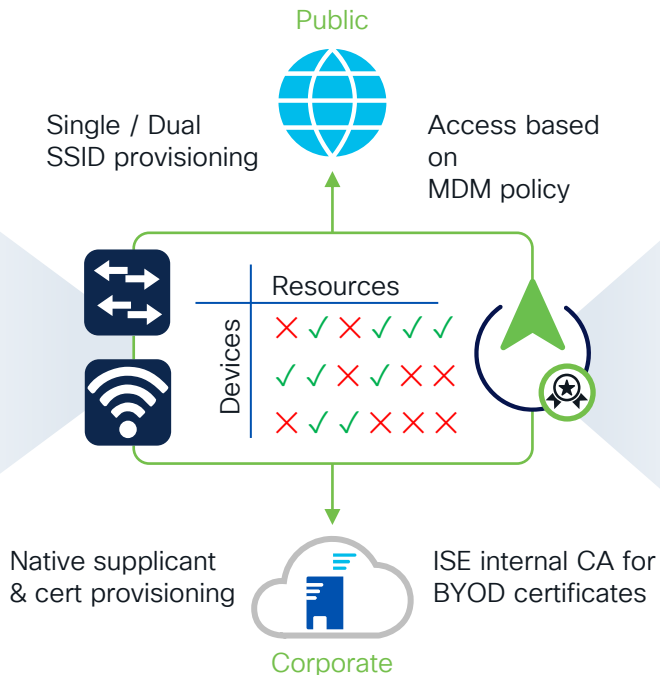 Public
Single / Dual
SSID provisioning
Access based
on
MDM policy
Resources
Devices
Native supplicant
& cert provisioning
ISE internal CA for
BYOD certificates
Corporate